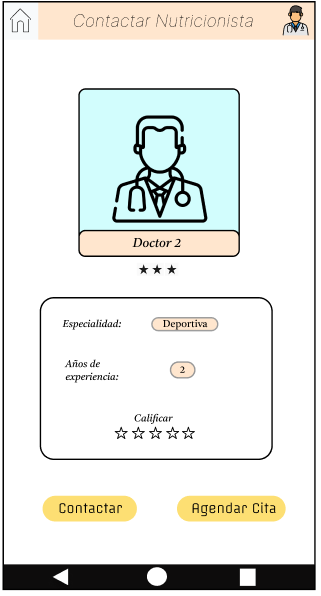 Contactar Nutricionista
Doctor 2
Especialidad:
Deportiva
Años de
experiencia:
2
Calificar
Contactar
Agendar Cita